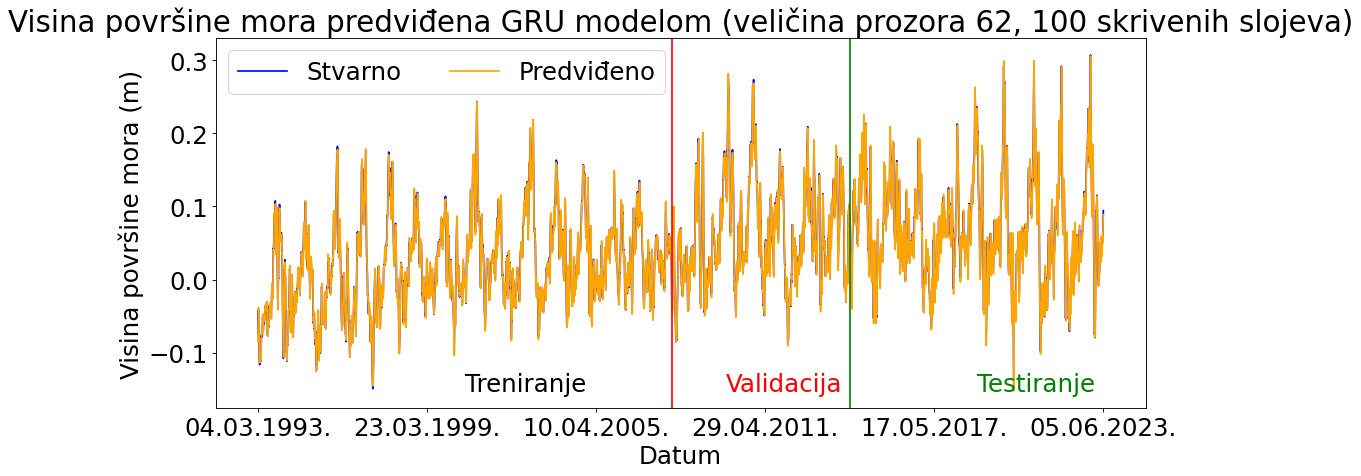 Visina površine mora predviđena GRU modelom (veličina prozora 62, 100 skrivenih slojeva)
Stvarno Predviđeno
Visina površine mora (m)
0.3
0.2
0.1
0.0
−0.1
Treniranje Validacija Testiranje
04.03.1993. 23.03.1999. 10.04.2005. 29.04.2011. 17.05.2017. 05.06.2023.
Datum